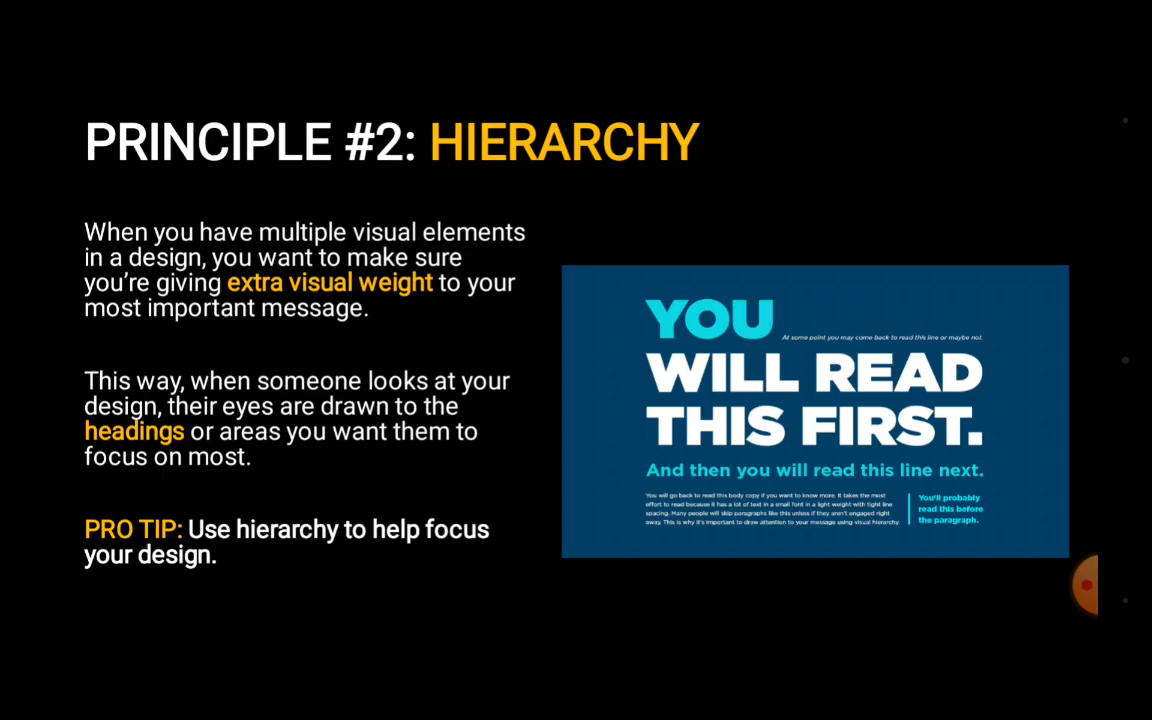 PRINCIPLE #2: HIERARCHY
When you have multiple visual elements
in a design, you want to make sure
you're giving extra visual weight to your
most important message.
This way, when someone looks at your
design, their eyes are drawn to the
headings or areas you want them to
focus on most.
PRO TIP: Use hierarchy to help focus
your design.
YOU
At some point you may come back to read this line or maybe not.
WILL READ
THIS FIRST.
And then you will read this line next.
You will go back to read this body copy if you want to know more. It takes the most
effort to read because it has a lot of text in a small font in a light weight with tight line
spacing. Many people will skip paragraphs like this unless if they aren't engaged right
away. This is why it's important to draw attention to your message using visual hierarchy.
You'll probably
read this before
the paragraph.